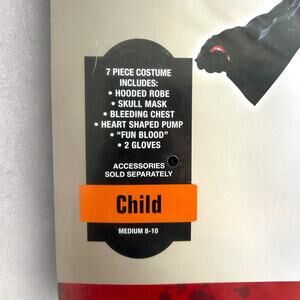 7 PIECE COSTUME
INCLUDES:
• HOODED ROBE
• SKULL MASK
• BLEEDING CHEST
• HEART SHAPED PUMP
• "FUN BLOOD"
• 2 GLOVES
ACCESSORIES
SOLD SEPARATELY
Child
MEDIUM 8-10